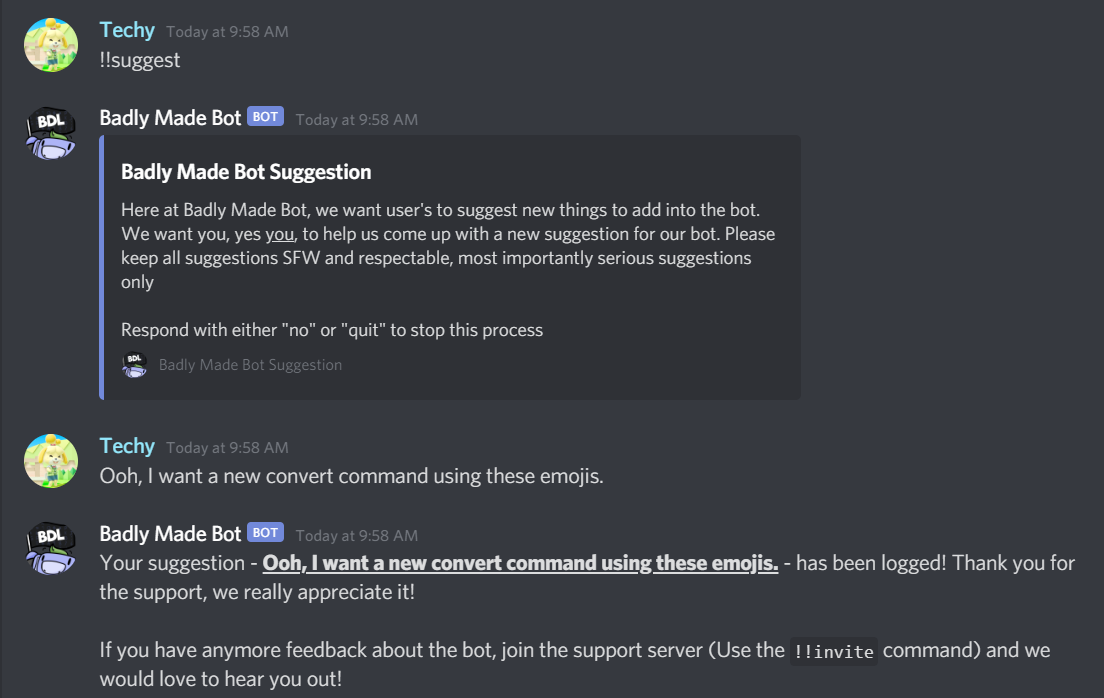 Techy Today at 9:58 AM
!!suggest
BDL
Badly Made Bot BOT Today at 9:58 AM
Badly Made Bot Suggestion
Here at Badly Made Bot, we want user's to suggest new things to add into the bot.
We want you, yes you, to help us come up with a new suggestion for our bot. Please
keep all suggestions SFW and respectable, most importantly serious suggestions
only
Respond with either "no" or "quit" to stop this process
BDL
Badly Made Bot Suggestion
Techy Today at 9:58 AM
Ooh, I want a new convert command using these emojis.
BDL
Badly Made Bot BOT Today at 9:58 AM
Your suggestion - Ooh, I want a new convert command using these emojis. - has been logged! Thank you for
the support, we really appreciate it!
If you have anymore feedback about the bot, join the support server (Use the !!invite command) and we
would love to hear you out!